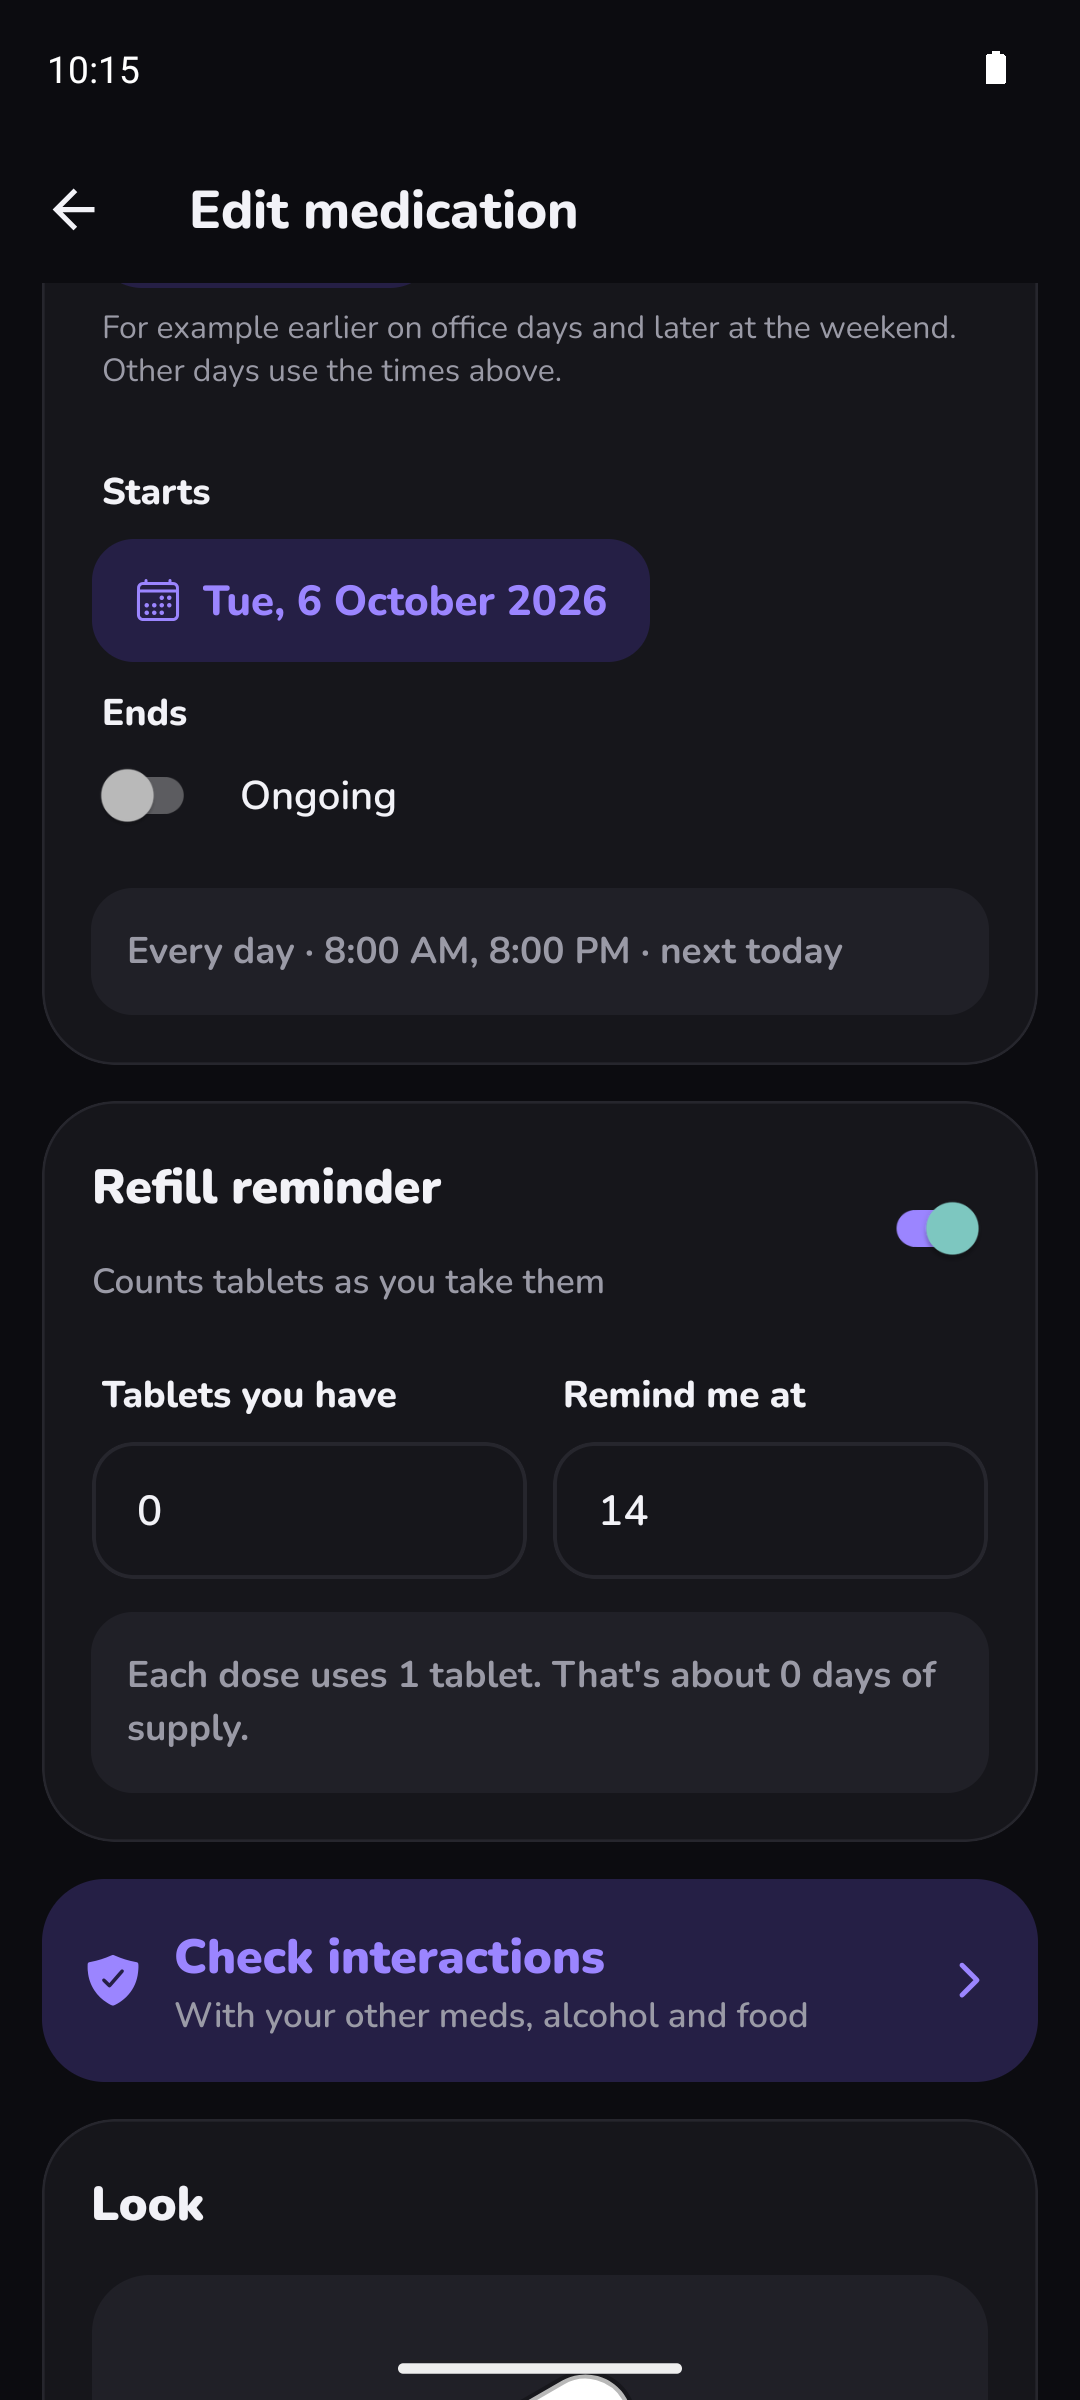 10:15
Edit medication
For example earlier on office days and later at the weekend.
Other days use the times above.
Starts
Tue, 6 October 2026
Ends
Ongoing
Every day · 8:00 AM, 8:00 PM · next today
Refill reminder
Counts tablets as you take them
Tablets you have
Remind me at
0
14
Each dose uses 1 tablet. That's about 0 days of
supply.
Check interactions
With your other meds, alcohol and food
Look